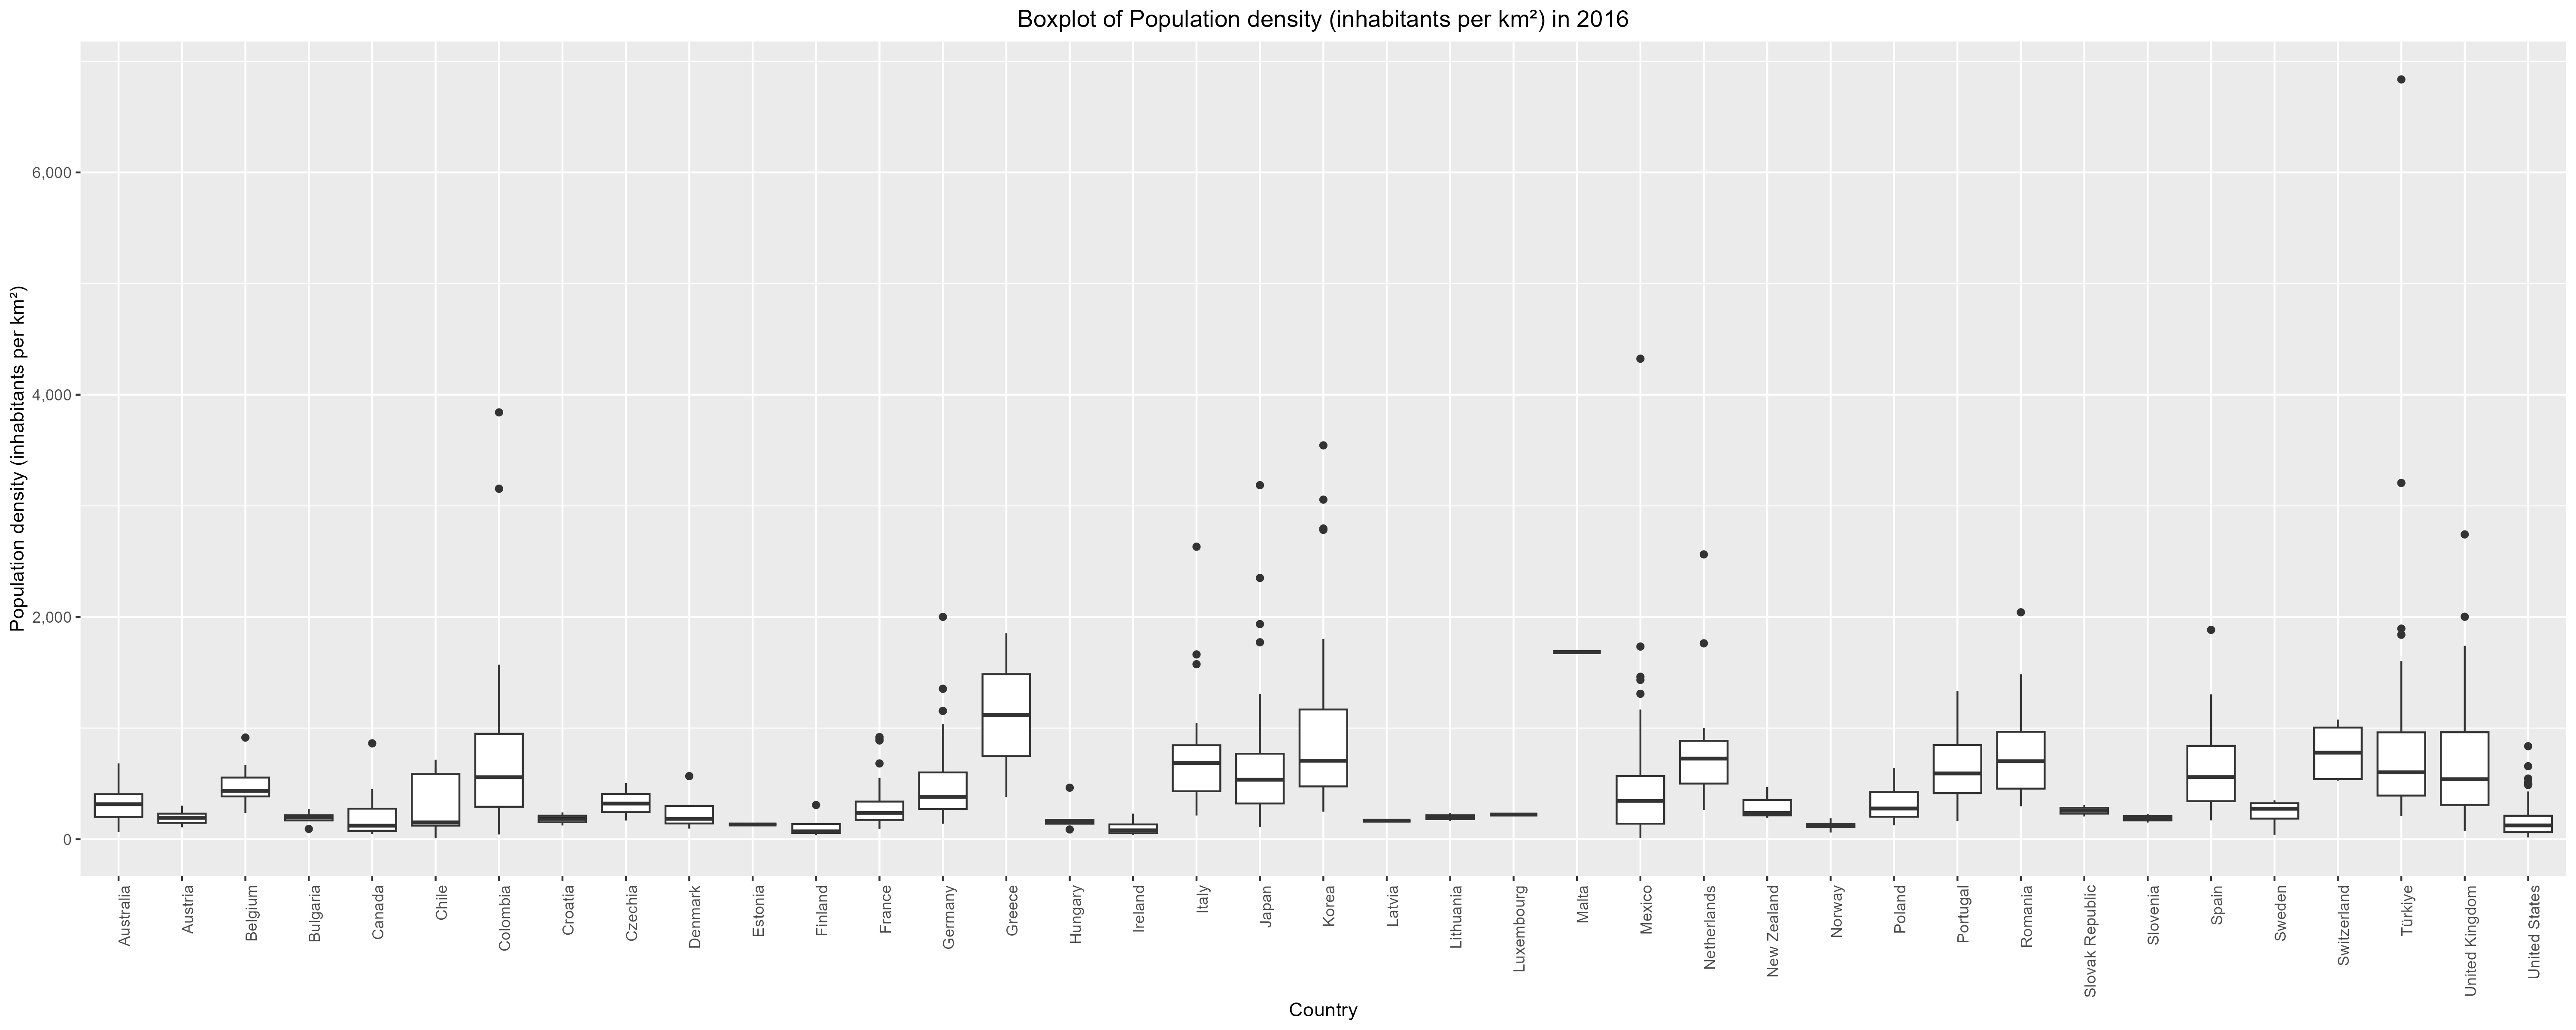 Boxplot of Population density (inhabitants per km²) in 2016
Population density (inhabitants per km²)
6,000
4,000
2,000
0
Australia
Austria
Belgium
Bulgaria
Canada
Chile
Colombia
Croatia
Czechia
Denmark
Estonia
Finland
France
Germany
Greece
Hungary
Ireland
Italy
Japan
Korea
Latvia
Lithuania
Luxembourg
Malta
Mexico
Netherlands
New Zealand
Norway
Poland
Portugal
Romania
Slovak Republic
Slovenia
Spain
Sweden
Switzerland
Türkiye
United Kingdom
United States
Country